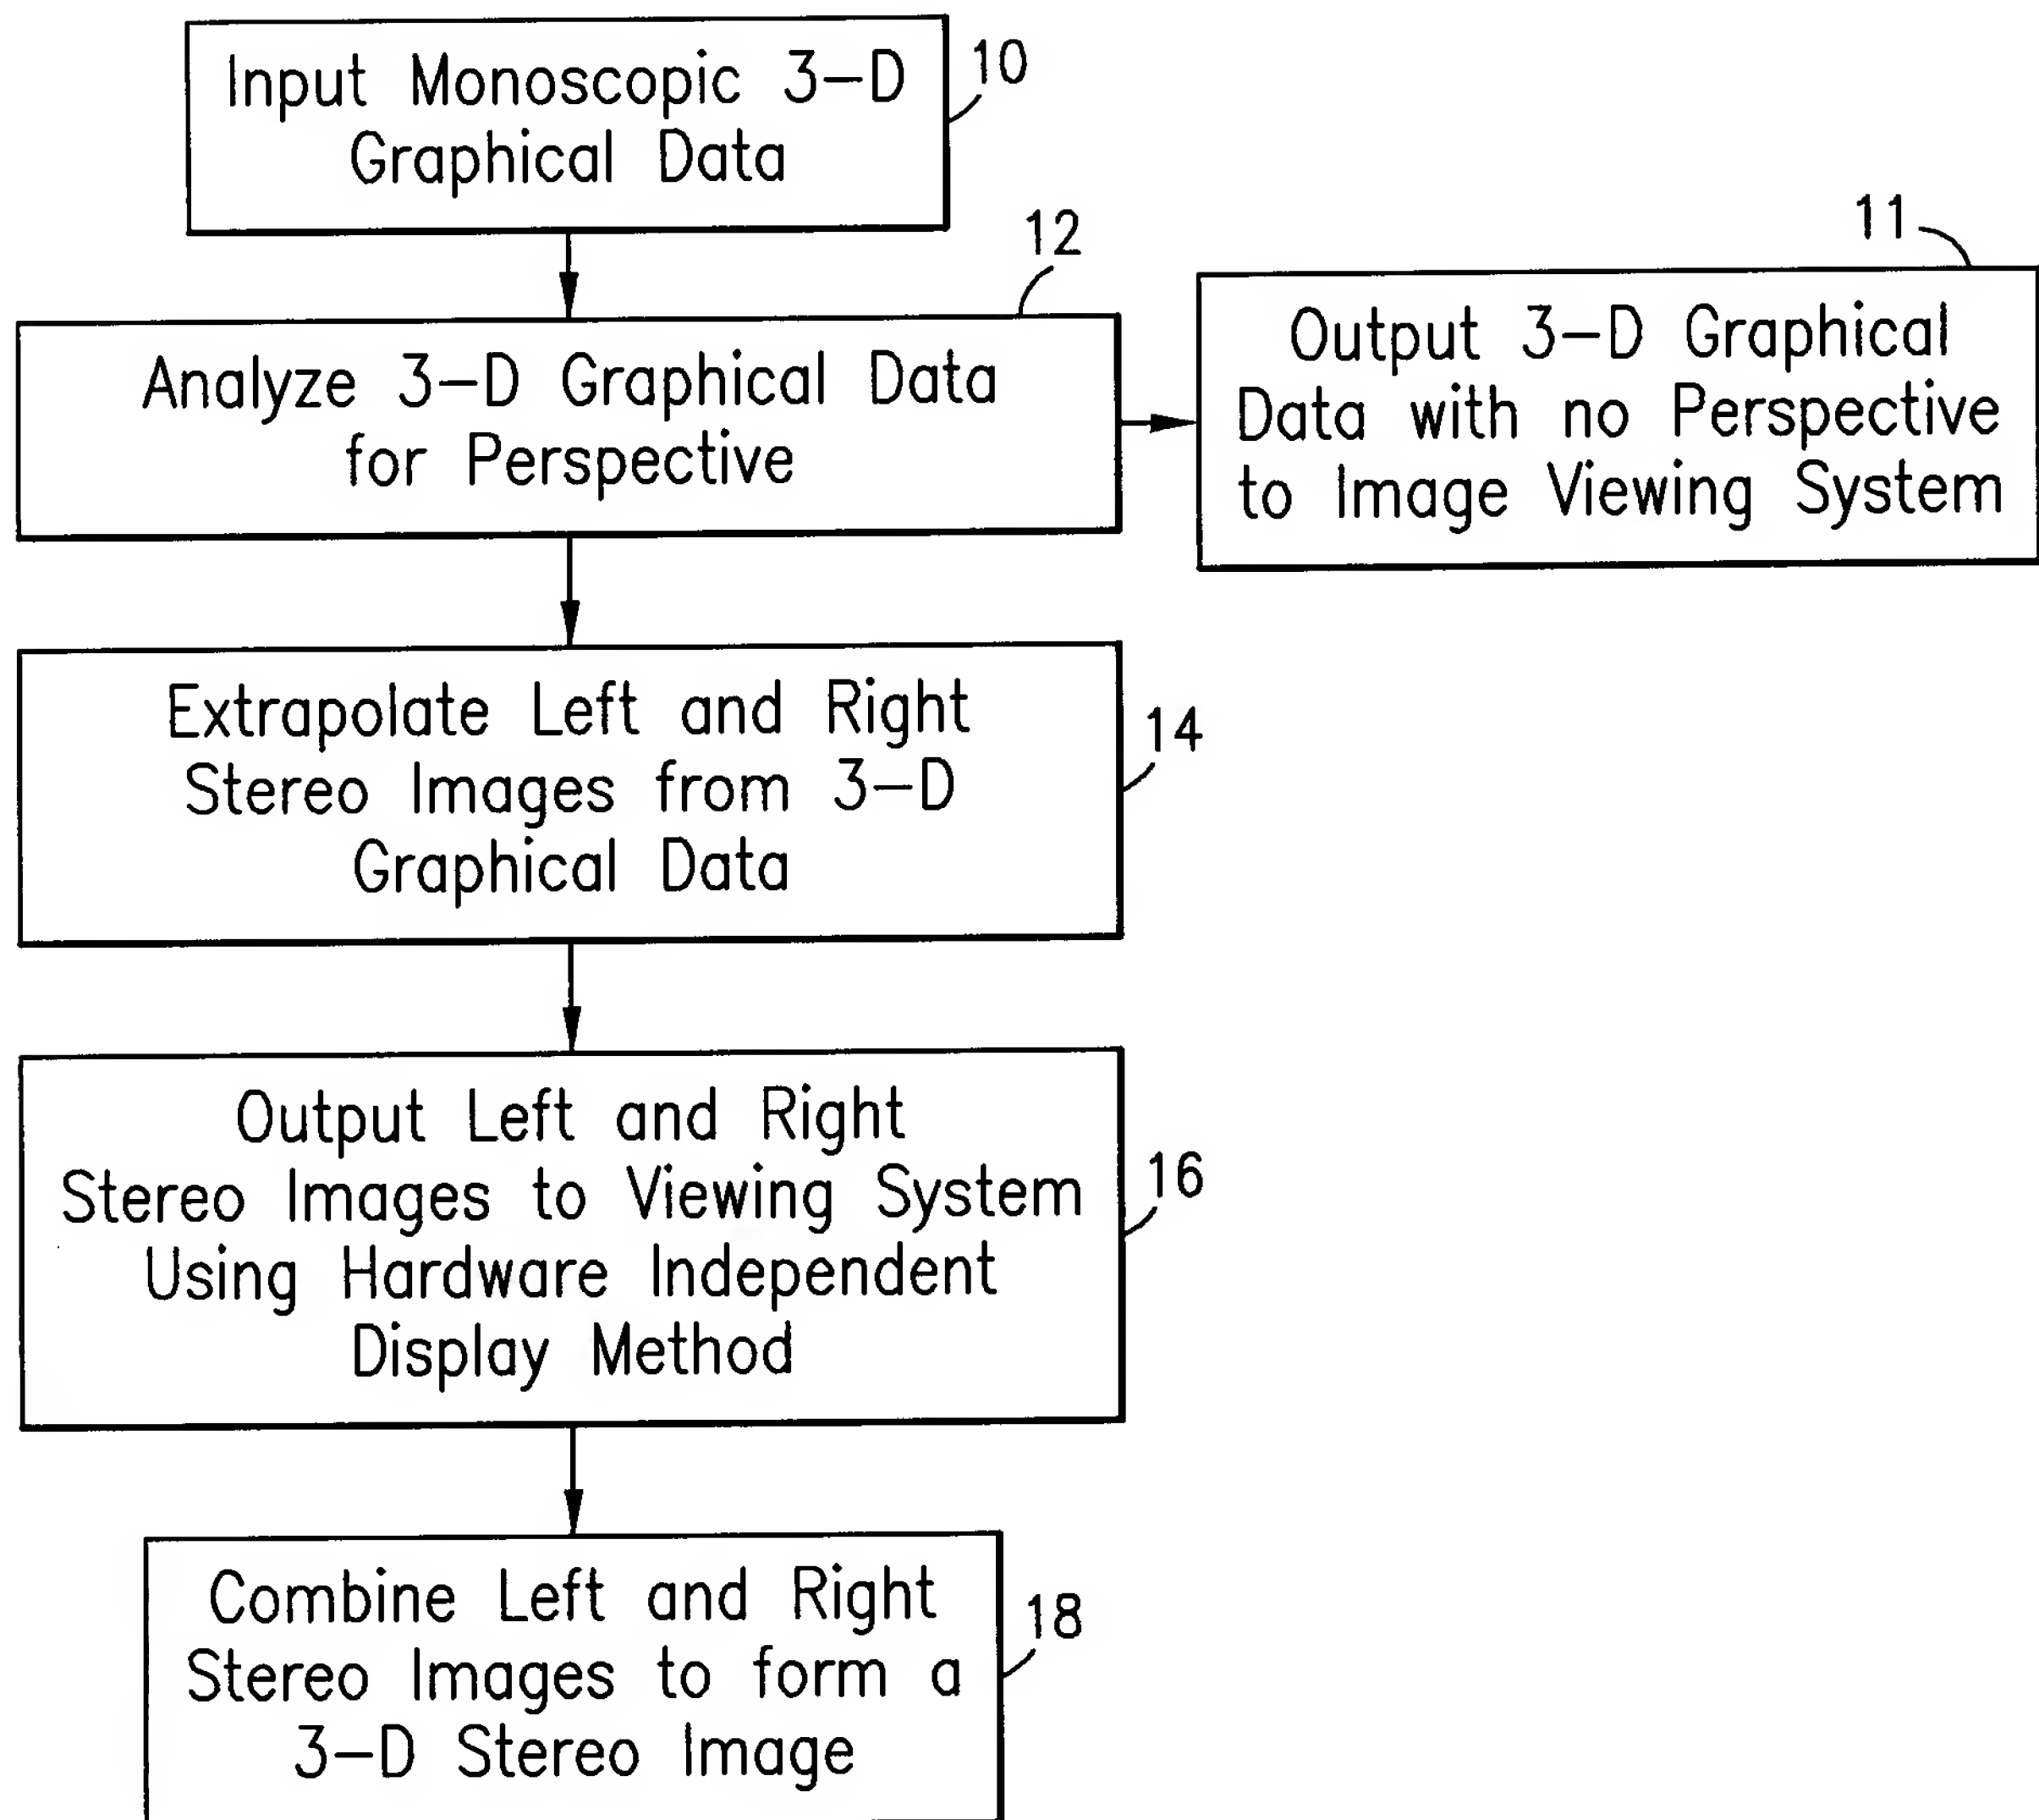 Input Monoscopic 3-D
Graphical Data
10
12
Analyze 3-D Graphical Data
for Perspective
11
Output 3-D Graphical
Data with no Perspective
to Image Viewing System
Extrapolate Left and Right
Stereo Images from 3-D
Graphical Data
14
Output Left and Right
Stereo Images to Viewing System
Using Hardware Independent
Display Method
16
Combine Left and Right
Stereo Images to form a
3-D Stereo Image
18